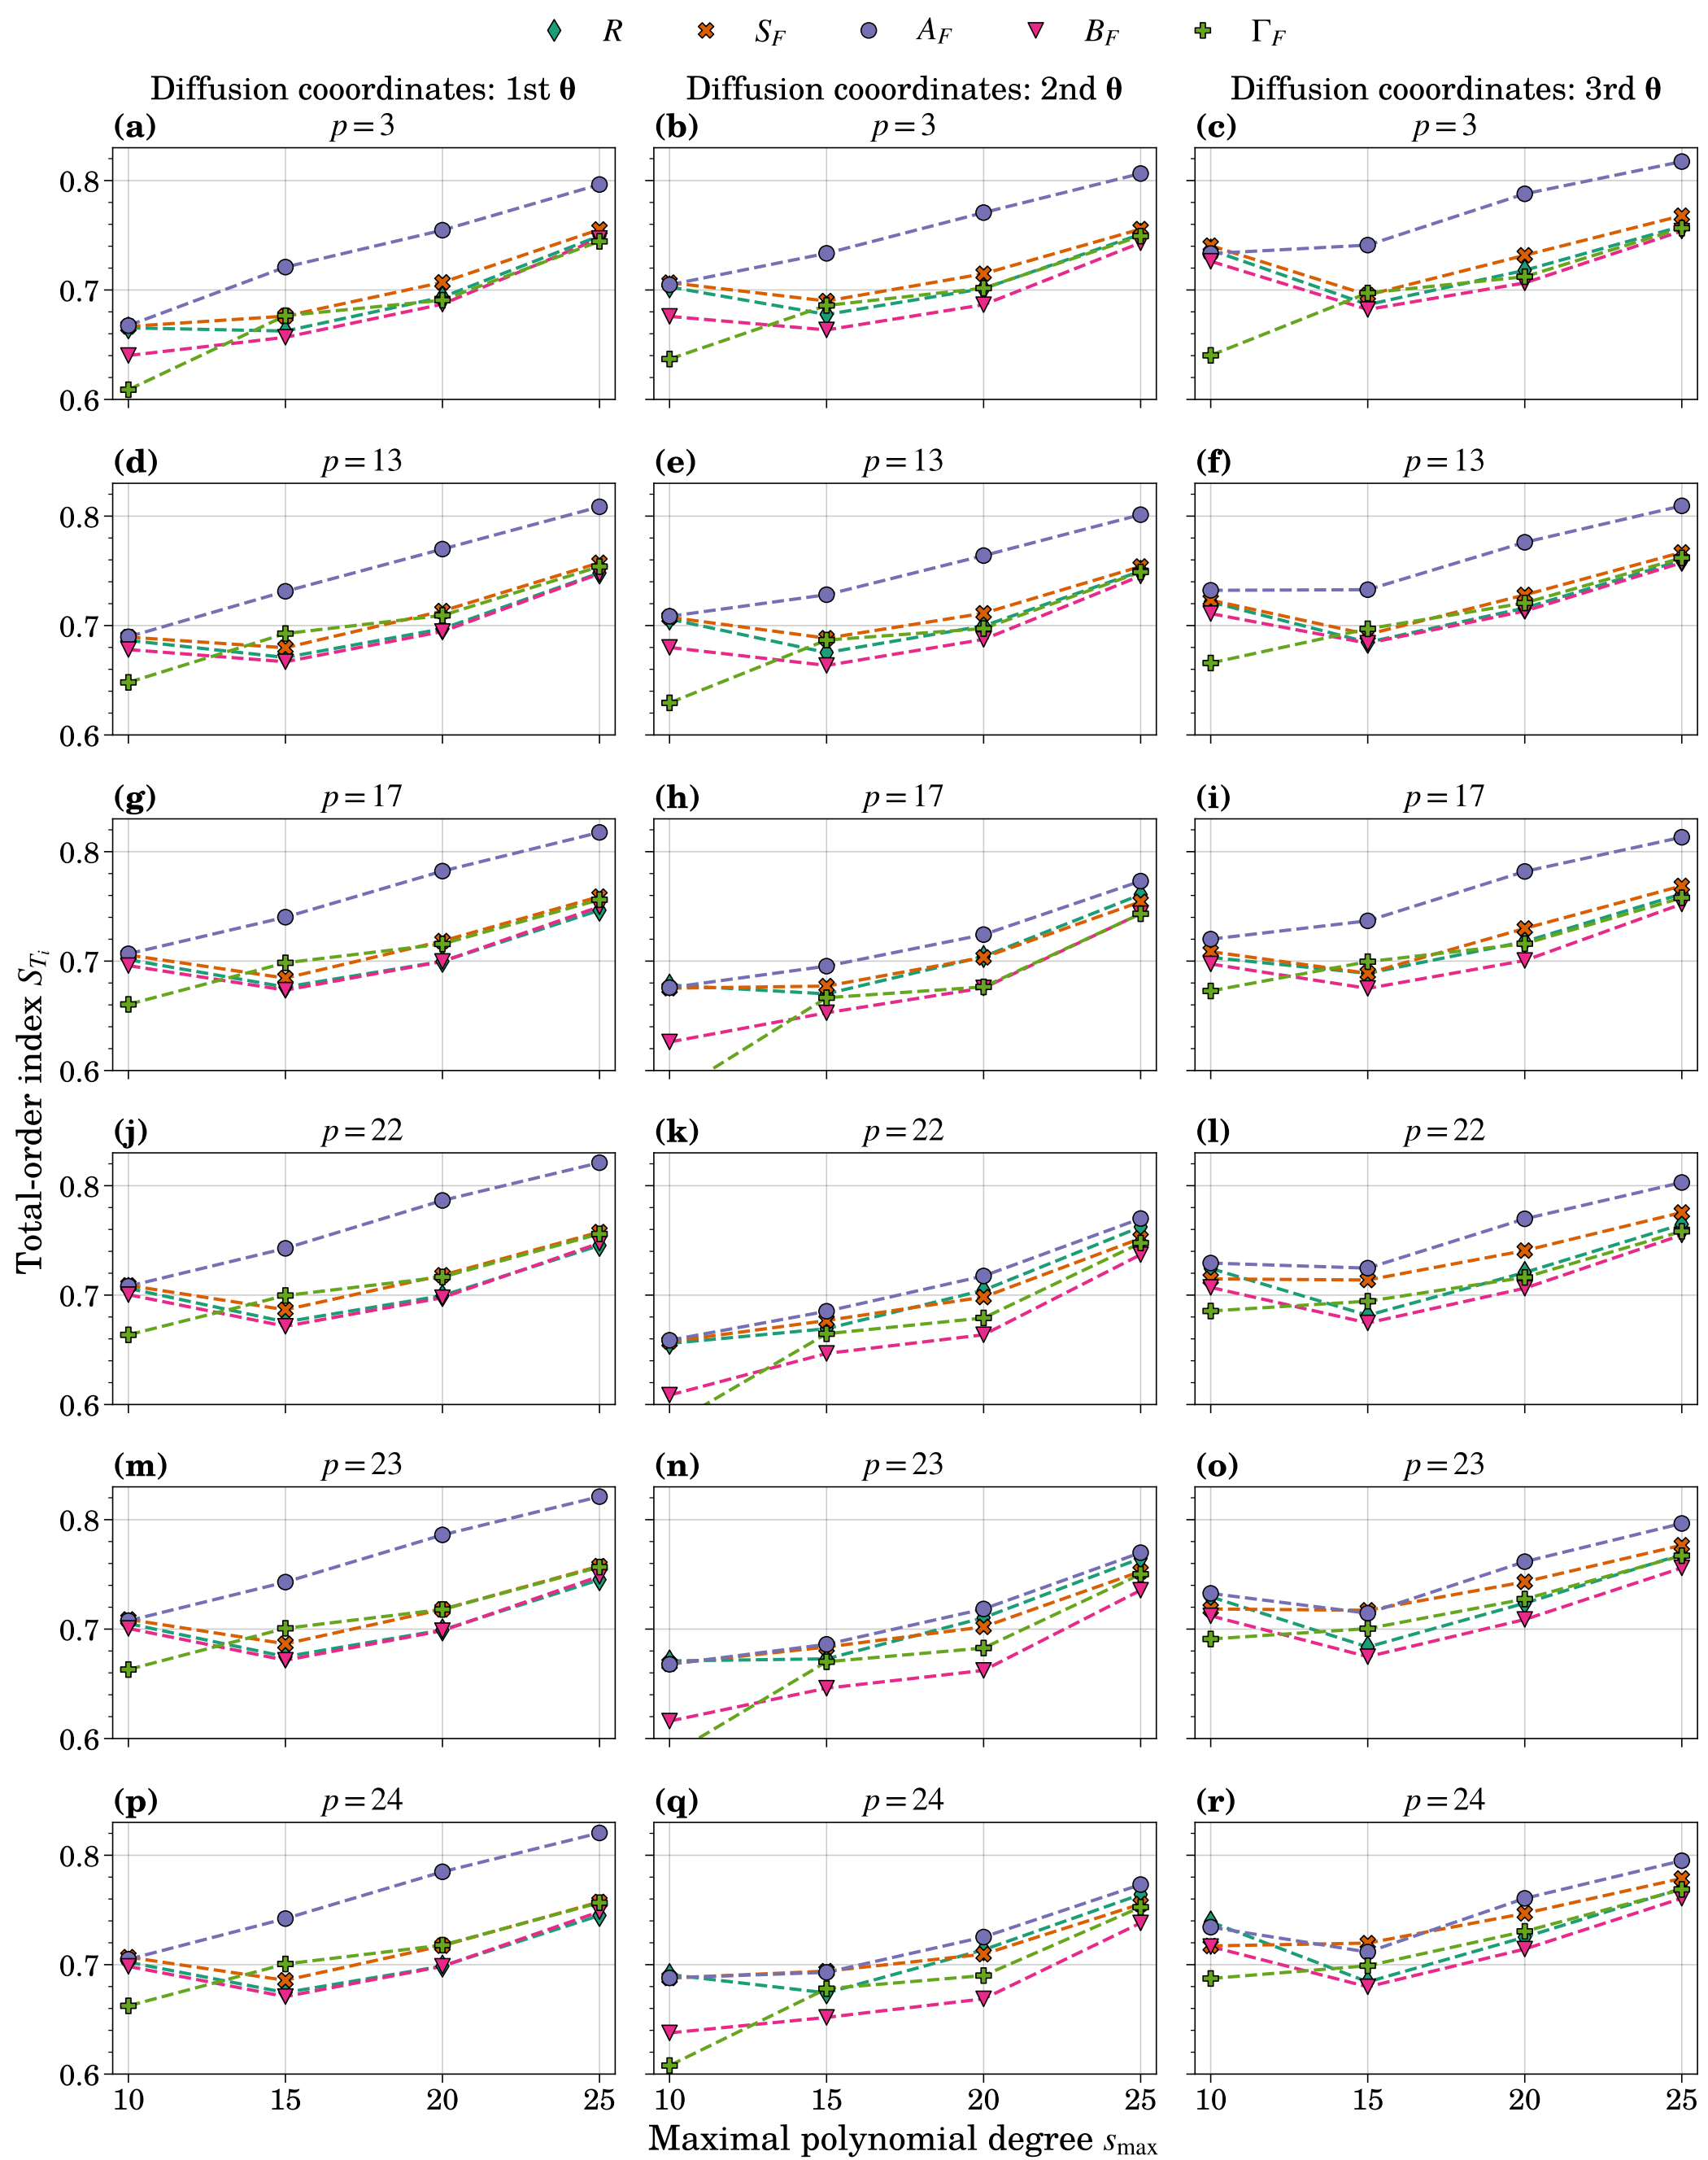 R S_F A_F B_F Γ_F
Diffusion cooordinates: 1st θ Diffusion cooordinates: 2nd θ Diffusion cooordinates: 3rd θ
(a) p = 3 (b) p = 3 (c) p = 3
0.8
0.7
0.6
(d) p = 13 (e) p = 13 (f) p = 13
0.8
0.7
0.6
(g) p = 17 (h) p = 17 (i) p = 17
0.8
0.7
0.6
Total-order index S_{T_i}
(j) p = 22 (k) p = 22 (l) p = 22
0.8
0.7
0.6
(m) p = 23 (n) p = 23 (o) p = 23
0.8
0.7
0.6
(p) p = 24 (q) p = 24 (r) p = 24
0.8
0.7
0.6
10 15 20 25 10 15 20 25 10 15 20 25
Maximal polynomial degree s_max